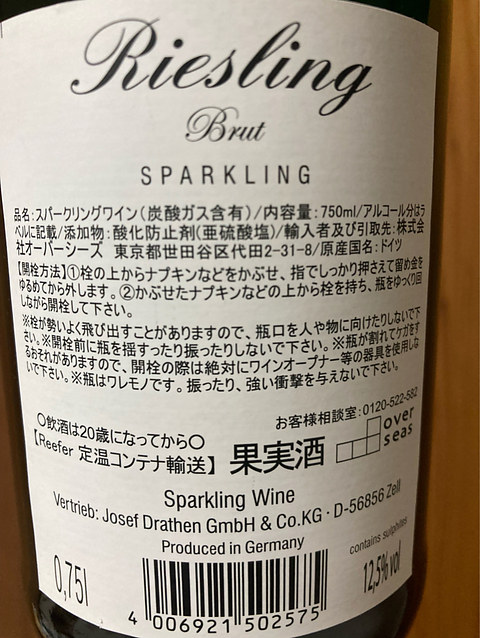 Riesling
Brut
SPARKLING
品名:スパークリングワイン(炭酸ガス含有)/内容量:750ml/アルコール分はラ
ベルに記載/添加物:酸化防止剤(亜硫酸塩)/輸入者及び引取先:株式会
社オーバーシーズ 東京都世田谷区代田2-31-8/原産国名:ドイツ
【開栓方法】①栓の上からナプキンなどをかぶせ、指でしっかり押さえて留め金を
ゆるめてから外します。②かぶせたナプキンなどの上から栓を持ち、瓶をゆっくり回
しながら開栓して下さい。
※栓が勢いよく飛び出すことがありますので、瓶口を人や物に向けたりしないで下
さい。※開栓前に瓶を揺すったり振ったりしないで下さい。※瓶が割れてケガをす
るおそれがありますので、開栓の際は絶対にワインオープナー等の器具を使用しな
いで下さい。※瓶はワレモノです。振ったり、強い衝撃を与えないで下さい。
お客様相談室:0120-522-582
○飲酒は20歳になってから○
【Reefer 定温コンテナ輸送】 果実酒 over seas
Sparkling Wine
Vertrieb: Josef Drathen GmbH & Co.KG · D-56856 Zell
Produced in Germany
contains sulphites
0,75l 12,5% vol
4 006921 502575